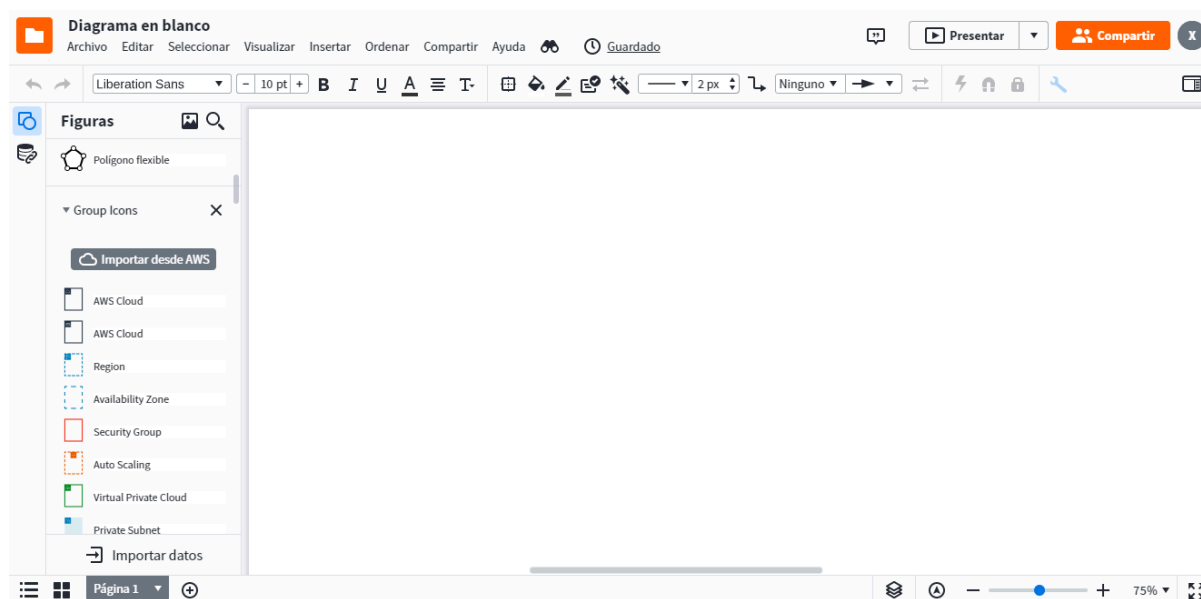 Diagrama en blanco
Archivo Editar Seleccionar Visualizar Insertar Ordenar Compartir Ayuda Guardado
Presentar
Compartir
X
Liberation Sans 10 pt B I U A T 2 px Ninguno
Figuras
Polígono flexible
Group Icons
Importar desde AWS
AWS Cloud
AWS Cloud
Region
Availability Zone
Security Group
Auto Scaling
Virtual Private Cloud
Private Subnet
Importar datos
Página 1
75%